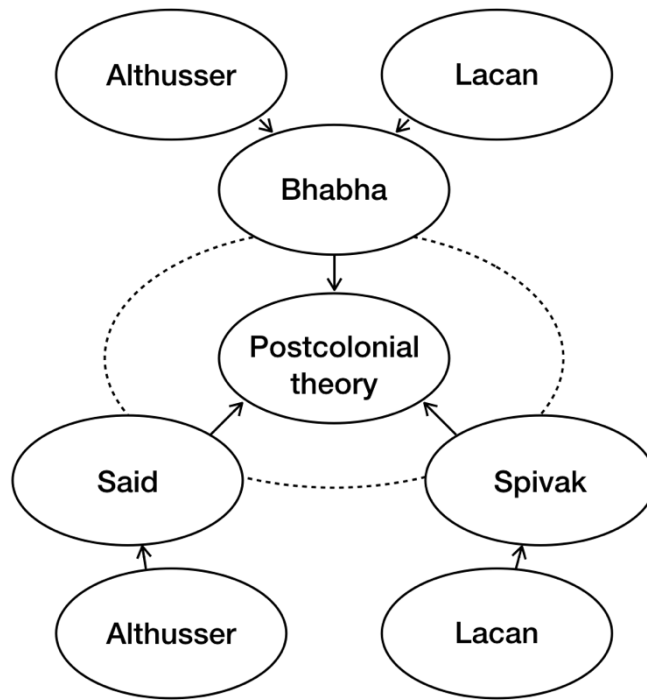 Althusser
Lacan
Bhabha
Postcolonial
theory
Said
Spivak
Althusser
Lacan